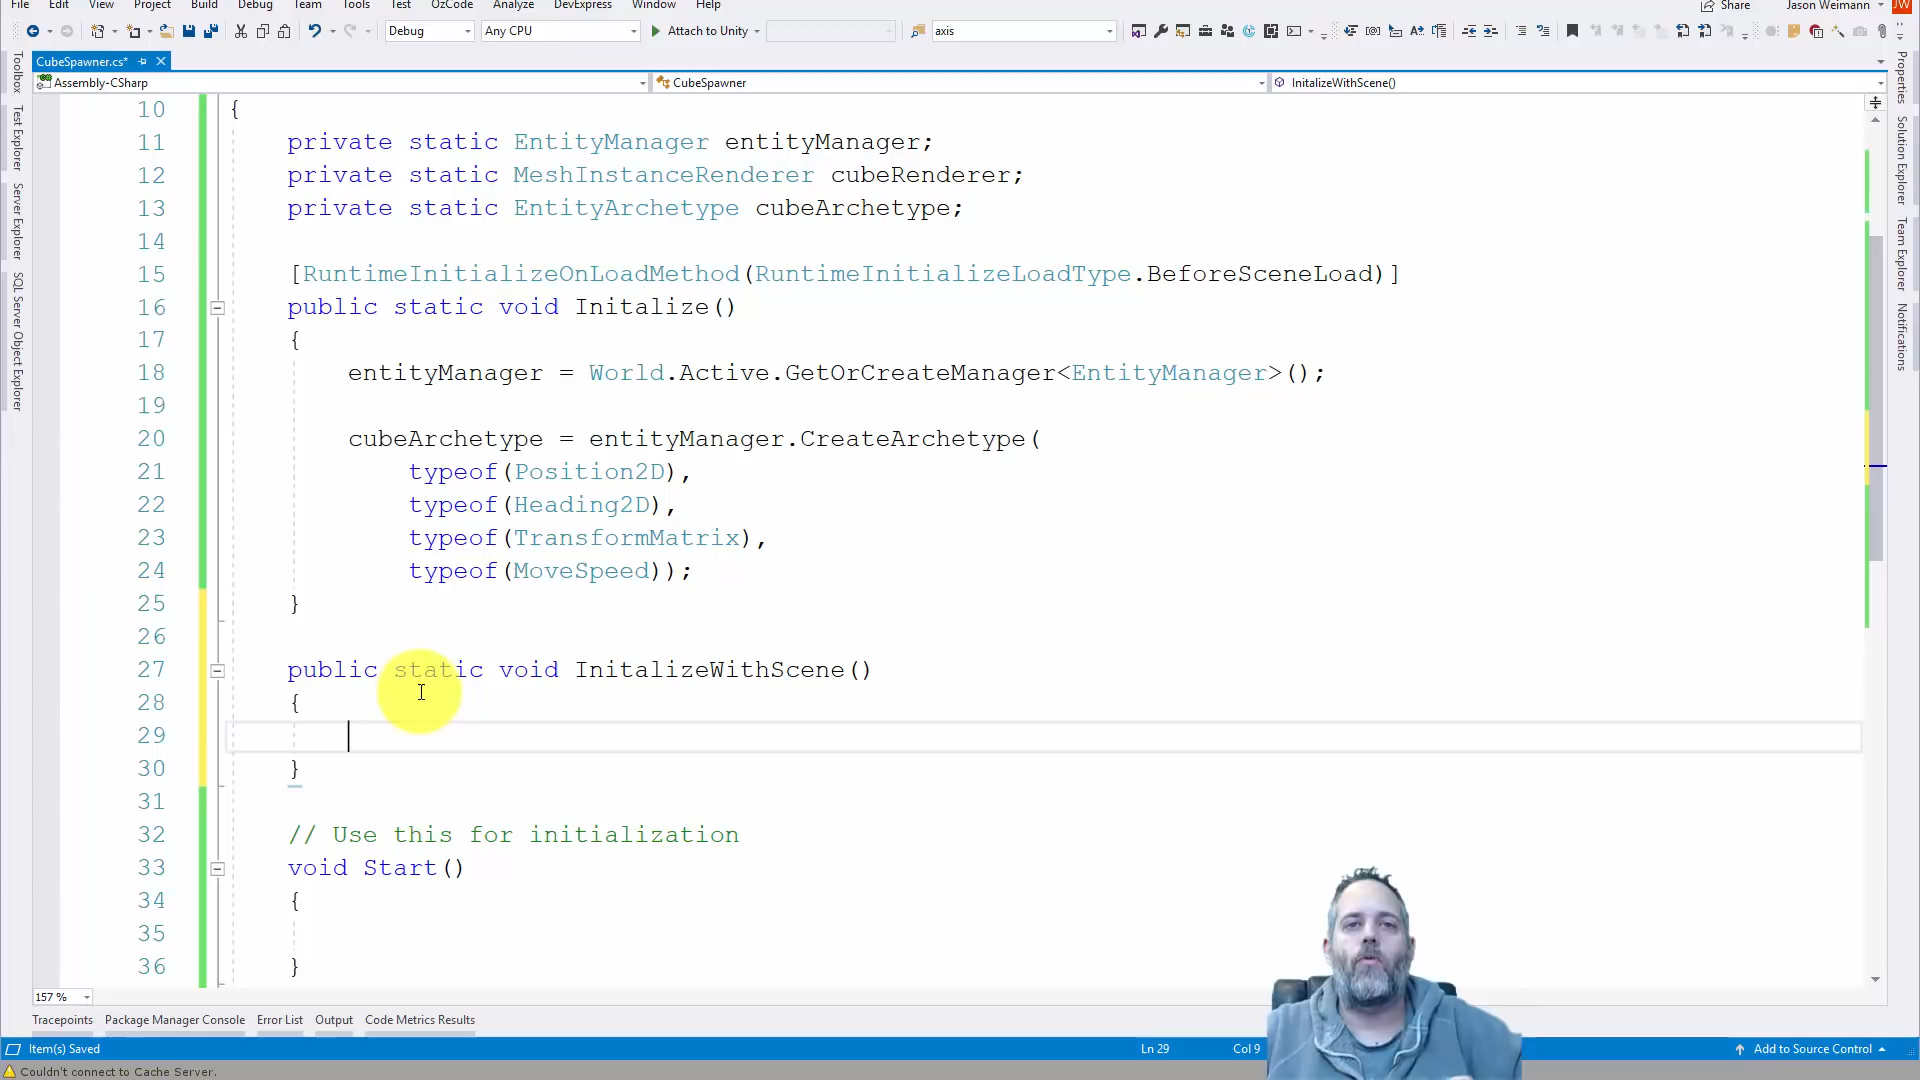 File Edit View Project Build Debug Team Tools Test OzCode Analyze DevExpress Window Help Share Jason Weimann JW
Debug Any CPU Attach to Unity axis
CubeSpawner.cs*
Assembly-CSharp CubeSpawner InitalizeWithScene()
10 {
11 private static EntityManager entityManager;
12 private static MeshInstanceRenderer cubeRenderer;
13 private static EntityArchetype cubeArchetype;
14
15 [RuntimeInitializeOnLoadMethod(RuntimeInitializeLoadType.BeforeSceneLoad)]
16 public static void Initalize()
17 {
18 entityManager = World.Active.GetOrCreateManager<EntityManager>();
19
20 cubeArchetype = entityManager.CreateArchetype(
21 typeof(Position2D),
22 typeof(Heading2D),
23 typeof(TransformMatrix),
24 typeof(MoveSpeed));
25 }
26
27 public static void InitalizeWithScene()
28 {
29
30 }
31
32 // Use this for initialization
33 void Start()
34 {
35
36 }
Toolbox
Test Explorer
Server Explorer
SQL Server Object Explorer
Properties
Solution Explorer
Team Explorer
Notifications
157 %
Tracepoints Package Manager Console Error List Output Code Metrics Results
Item(s) Saved Ln 29 Col 9 Add to Source Control
Couldn't connect to Cache Server.